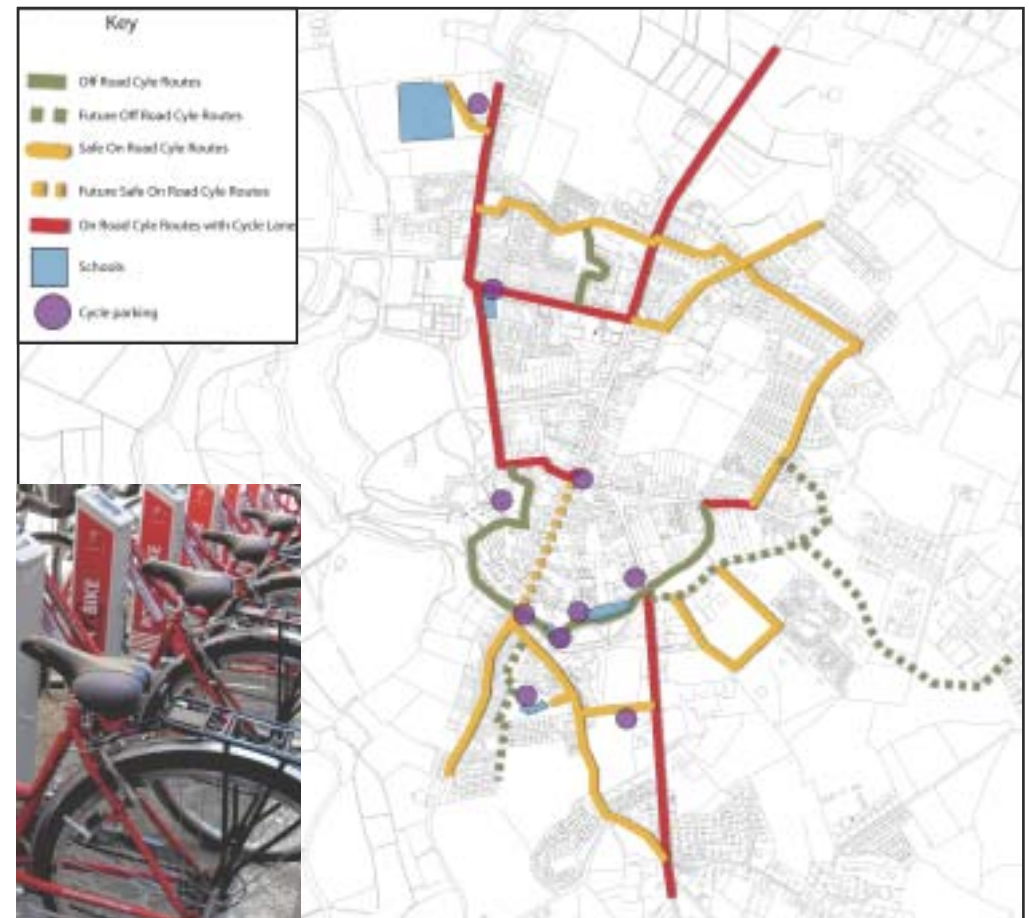 Key
Off Road Cyle Routes
Future Off Road Cyle Routes
Safe On Road Cyle Routes
Future Safe On Road Cyle Routes
On Road Cyle Routes with Cycle Lane
Schools
Cycle parking
BIKE